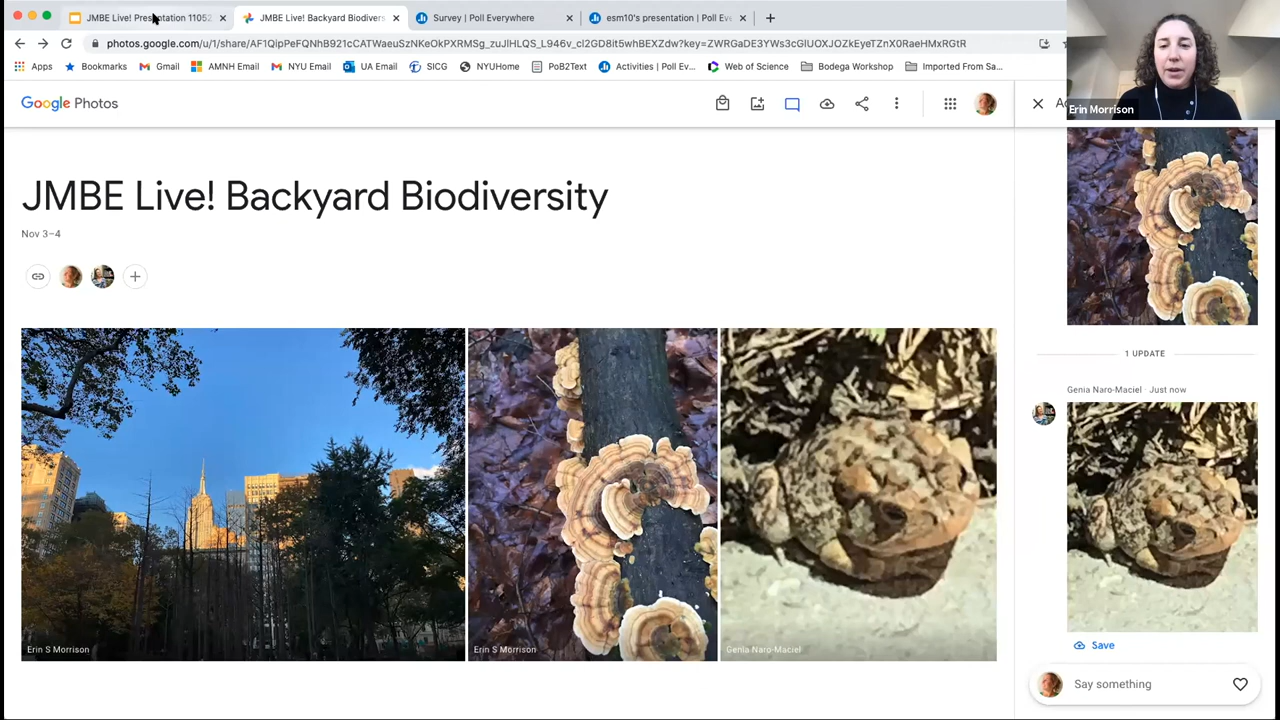 JMBE Live! Presentation 11052
JMBE Live! Backyard Biodivers
Survey | Poll Everywhere
esm10's presentation | Poll Ev
photos.google.com/u/1/share/AF1QipPeFQNhB921cCATWaeuSzNKeOkPXRMSg_zuJlHLQS_L946v_cl2GD8it5whBEXZdw?key=ZWRGaDE3YWs3cGlUOXJOZkEyeTZnX0RaeHMxRGtR
Apps
Bookmarks
Gmail
AMNH Email
NYU Email
UA Email
SICG
NYUHome
PoB2Text
Activities | Poll Ev...
Web of Science
Bodega Workshop
Imported From Sa...
Erin Morrison
Google Photos
JMBE Live! Backyard Biodiversity
Nov 3–4
Erin S Morrison
Erin S Morrison
Genia Naro-Maciel
1 UPDATE
Genia Naro-Maciel · Just now
Save
Say something